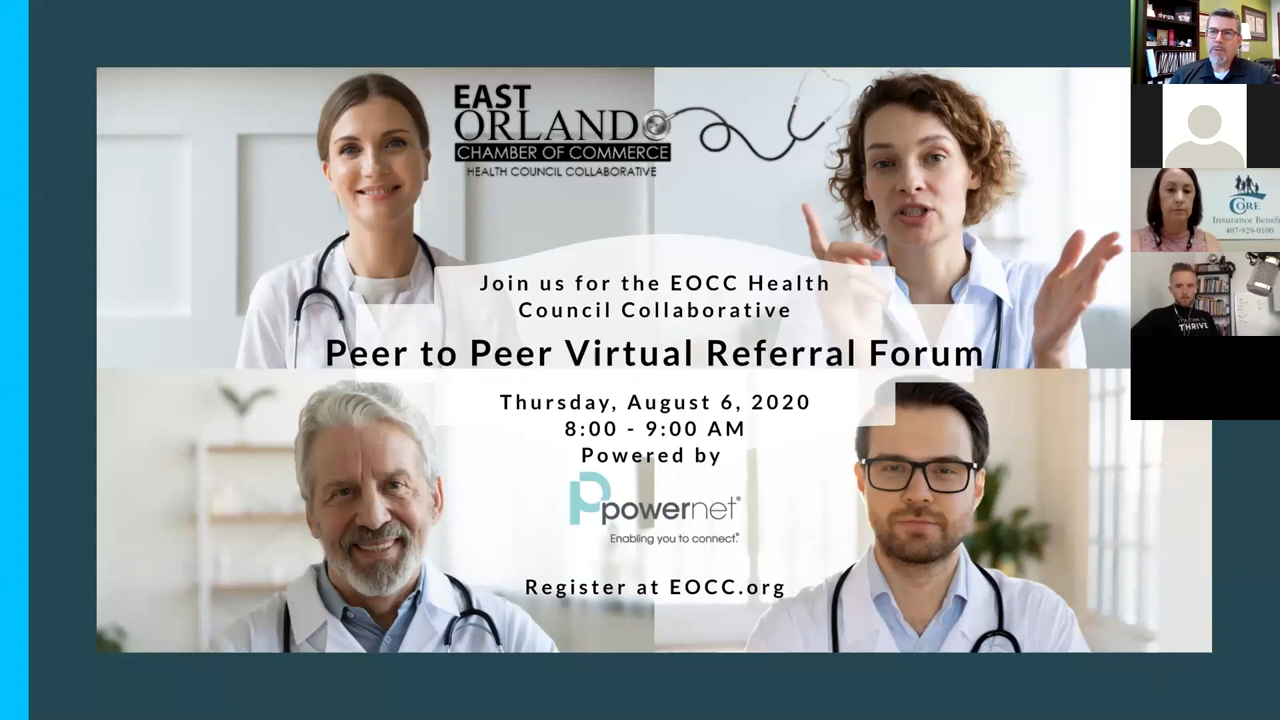 EAST
ORLANDO
CHAMBER OF COMMERCE
HEALTH COUNCIL COLLABORATIVE
Join us for the EOCC Health
Council Collaborative
Peer to Peer Virtual Referral Forum
Thursday, August 6, 2020
8:00 - 9:00 AM
Powered by
powernet®
Enabling you to connect.®
Register at EOCC.org
CORE
Insurance Benefi
407-929-0100
THRIVE